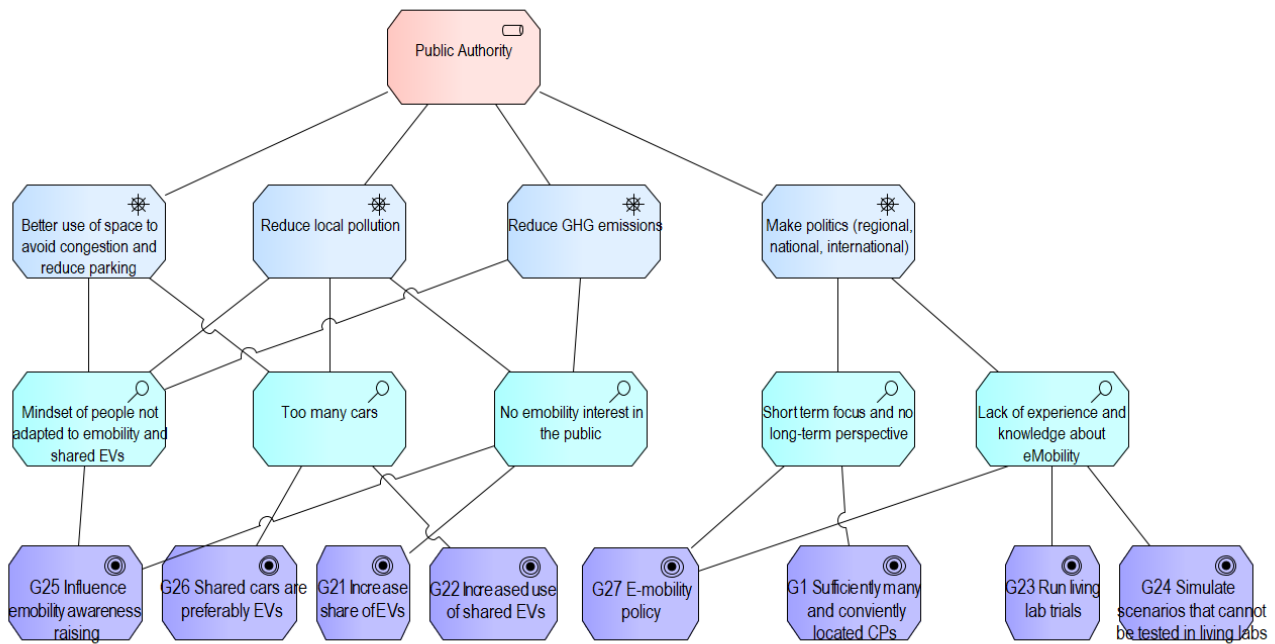 Public Authority
Better use of space to
avoid congestion and
reduce parking
Reduce local pollution
Reduce GHG emissions
Make politics (regional,
national, international)
Mindset of people not
adapted to emobility and
shared EVs
Too many cars
No emobility interest in
the public
Short term focus and no
long-term perspective
Lack of experience and
knowledge about
eMobility
G25 Influence
emobility awareness
raising
G26 Shared cars are
preferably EVs
G21 Increase
share of EVs
G22 Increased use
of shared EVs
G27 E-mobility
policy
G1 Sufficiently many
and conviently
located CPs
G23 Run living
lab trials
G24 Simulate
scenarios that cannot
be tested in living labs